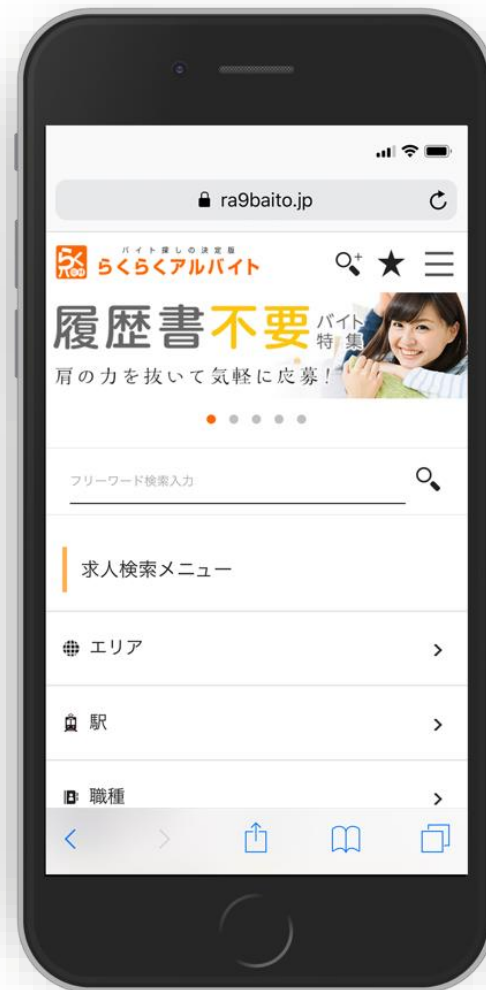 ra9baito.jp
バイト探しの決定版
らくらくアルバイト
履歴書不要 バイト特集
肩の力を抜いて気軽に応募!
フリーワード検索入力
求人検索メニュー
エリア
駅
職種